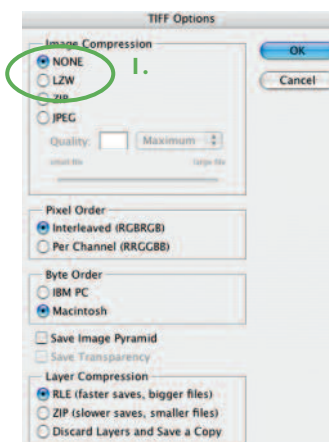 TIFF Options
Image Compression
NONE
LZW
ZIP
JPEG
1.
OK
Cancel
Quality:
Maximum
small file
large file
Pixel Order
Interleaved (RGBRGB)
Per Channel (RRGGBB)
Byte Order
IBM PC
Macintosh
Save Image Pyramid
Save Transparency
Layer Compression
RLE (faster saves, bigger files)
ZIP (slower saves, smaller files)
Discard Layers and Save a Copy